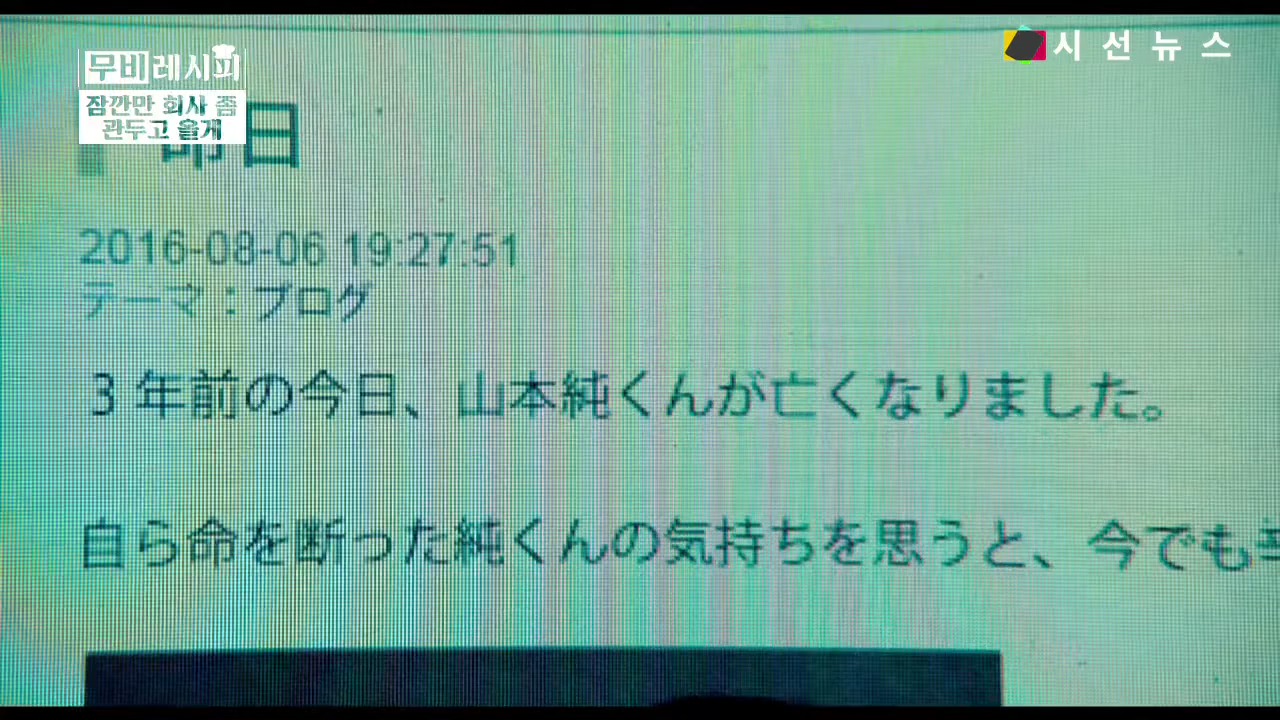 무비레시피
시선뉴스
잠깐만 회사 좀
관두고 올게
命日
2016-08-06 19:27:51
テーマ：ブログ
3年前の今日、山本純くんが亡くなりました。
自ら命を断った純くんの気持ちを思うと、今でも